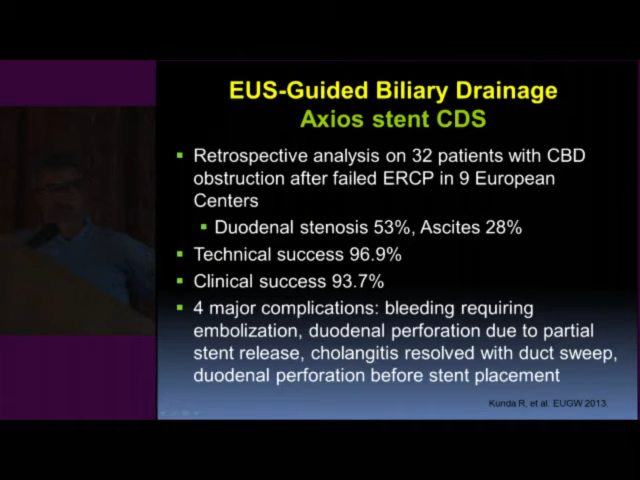 EUS-Guided Biliary Drainage
Axios stent CDS
Retrospective analysis on 32 patients with CBD
obstruction after failed ERCP in 9 European
Centers
Duodenal stenosis 53%, Ascites 28%
Technical success 96.9%
Clinical success 93.7%
4 major complications: bleeding requiring
embolization, duodenal perforation due to partial
stent release, cholangitis resolved with duct sweep,
duodenal perforation before stent placement
Kunda R, et al. EUGW 2013.